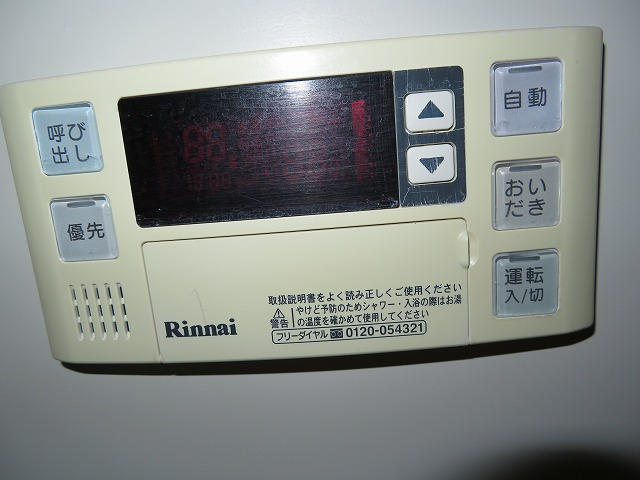 呼び
出し
優先
自動
おい
だき
運転
入/切
Rinnai
取扱説明書をよく読み正しくご使用ください
警告
やけど予防のためシャワー・入浴の際はお湯
の温度を確かめて使用してください
フリーダイヤル 0120-054321